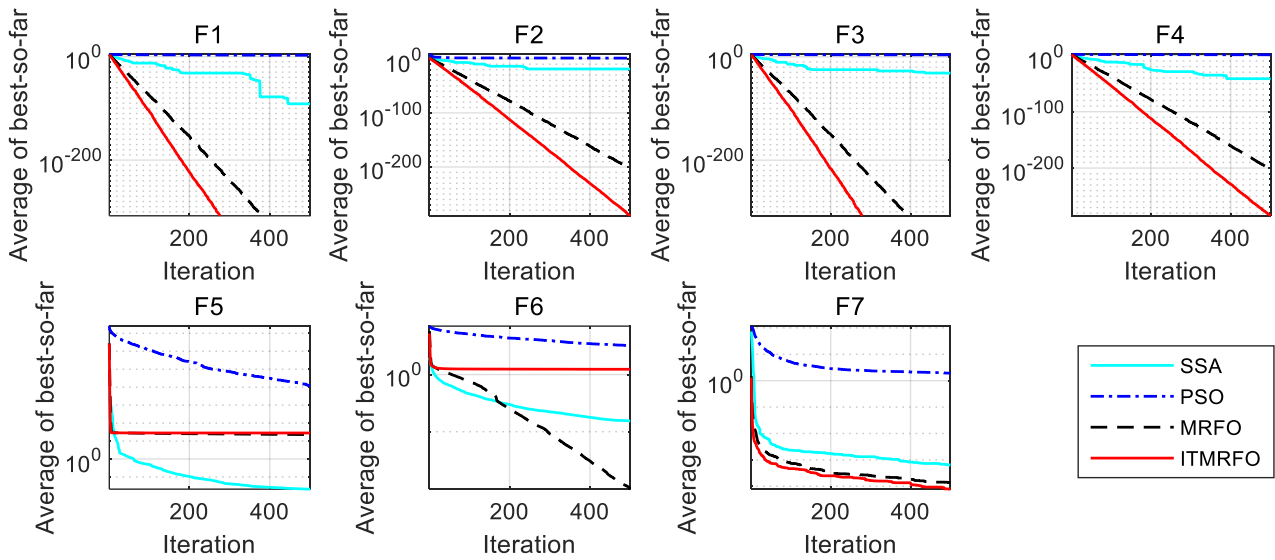 F1
F2
F3
F4
Average of best-so-far
10^0
10^-200
200
400
Iteration
Average of best-so-far
10^0
10^-100
10^-200
200
400
Iteration
Average of best-so-far
10^0
10^-200
200
400
Iteration
Average of best-so-far
10^0
10^-100
10^-200
200
400
Iteration
F5
F6
F7
Average of best-so-far
10^0
200
400
Iteration
Average of best-so-far
10^0
200
400
Iteration
Average of best-so-far
10^0
200
400
Iteration
SSA
PSO
MRFO
ITMRFO